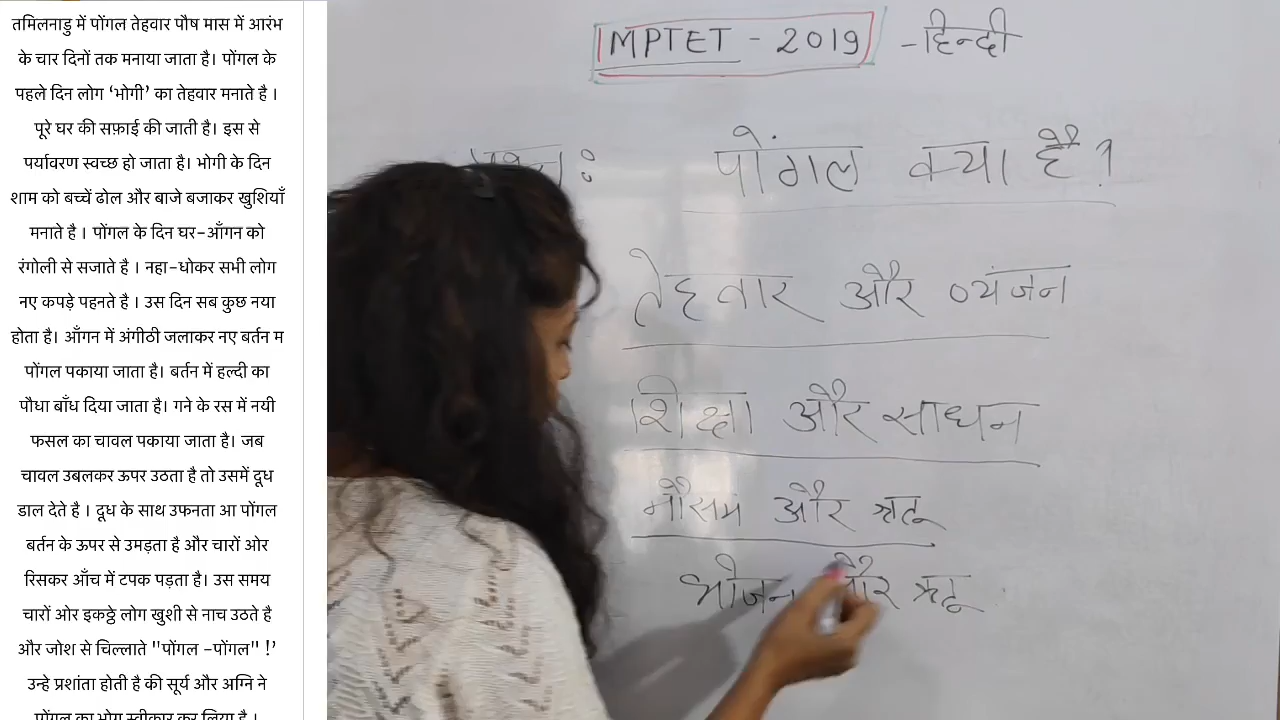 तमिलनाडु में पोंगल तेहवार पौष मास में आरंभ
के चार दिनों तक मनाया जाता है। पोंगल के
पहले दिन लोग ‘भोगी’ का तेहवार मनाते है ।
पूरे घर की सफ़ाई की जाती है। इस से
पर्यावरण स्वच्छ हो जाता है। भोगी के दिन
शाम को बच्चें ढोल और बाजे बजाकर खुशियाँ
मनाते है । पोंगल के दिन घर-आँगन को
रंगोली से सजाते है । नहा-धोकर सभी लोग
नए कपड़े पहनते है । उस दिन सब कुछ नया
होता है। आँगन में अंगीठी जलाकर नए बर्तन म
पोंगल पकाया जाता है। बर्तन में हल्दी का
पौधा बाँध दिया जाता है। गने के रस में नयी
फसल का चावल पकाया जाता है। जब
चावल उबलकर ऊपर उठता है तो उसमें दूध
डाल देते है । दूध के साथ उफनता आ पोंगल
बर्तन के ऊपर से उमड़ता है और चारों ओर
रिसकर आँच में टपक पड़ता है। उस समय
चारों ओर इकठ्ठे लोग खुशी से नाच उठते है
और जोश से चिल्लाते "पोंगल -पोंगल" !’
उन्हे प्रशांता होती है की सूर्य और अग्नि ने
पोंगल का भोग स्वीकार कर लिया है ।
MPTET - 2019 - हिन्दी
पोंगल क्या है ?
तेहवार और व्यंजन
शिक्षा और साधन
मौसम और ऋतू
भोजन और ऋतू